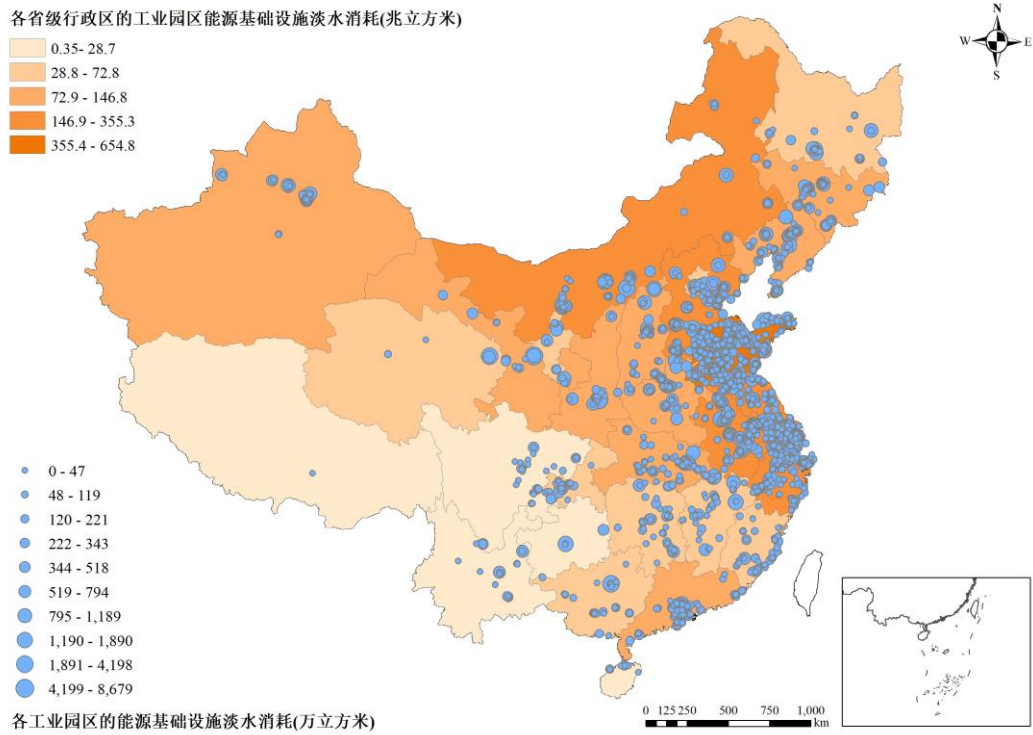 各省级行政区的工业园区能源基础设施淡水消耗(兆立方米)
0.35- 28.7
28.8 - 72.8
72.9 - 146.8
146.9 - 355.3
355.4 - 654.8
N
W E
S
0 - 47
48 - 119
120 - 221
222 - 343
344 - 518
519 - 794
795 - 1,189
1,190 - 1,890
1,891 - 4,198
4,199 - 8,679
各工业园区的能源基础设施淡水消耗(万立方米)
0 125 250 500 750 1,000
km